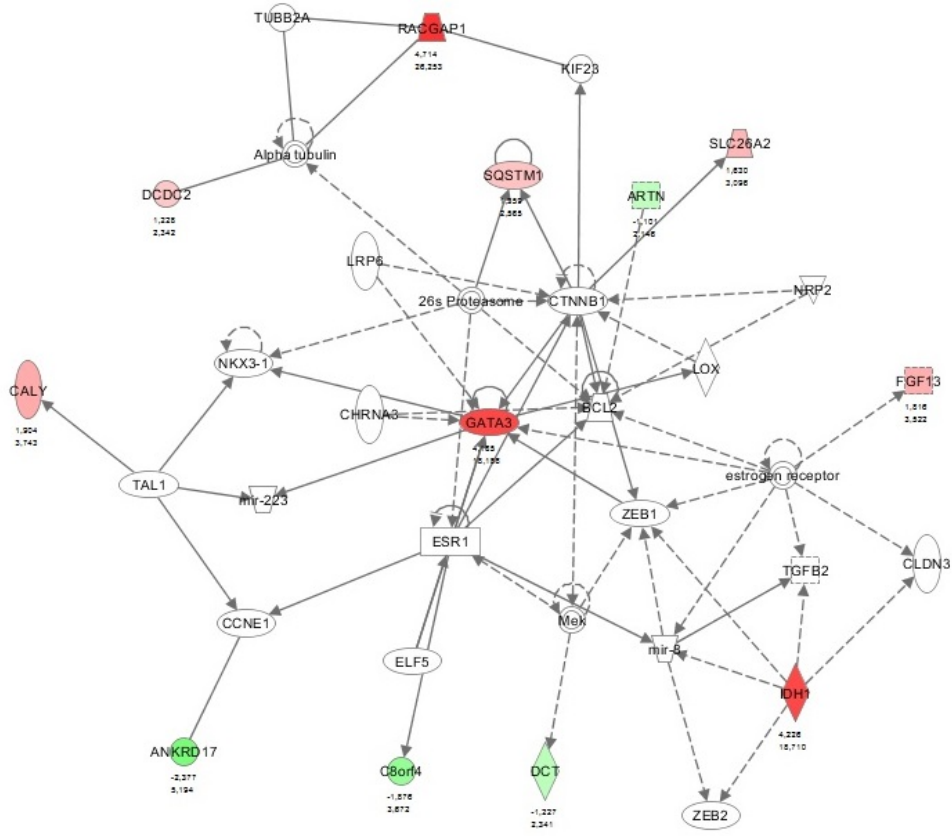 TUBB2A
RACGAP1
4,714
26,253
KIF23
SLC26A2
1,630
3,096
Alpha tubulin
SQSTM1
2,565
DCDC2
1,228
2,342
ARTN
-1,101
2,146
LRP6
26s Proteasome
CTNNB1
NRP2
NKX3-1
LOX
CALY
1,904
3,743
FGF13
1,816
3,522
CHRNA3
BCL2
GATA3
TAL1
mir-223
estrogen receptor
ZEB1
ESR1
TGFB2
CLDN3
CCNE1
Mek
mir-8
ELF5
IDH1
4,226
18,710
ANKRD17
-2,377
5,194
C8orf4
-1,876
3,672
DCT
-1,227
2,341
ZEB2